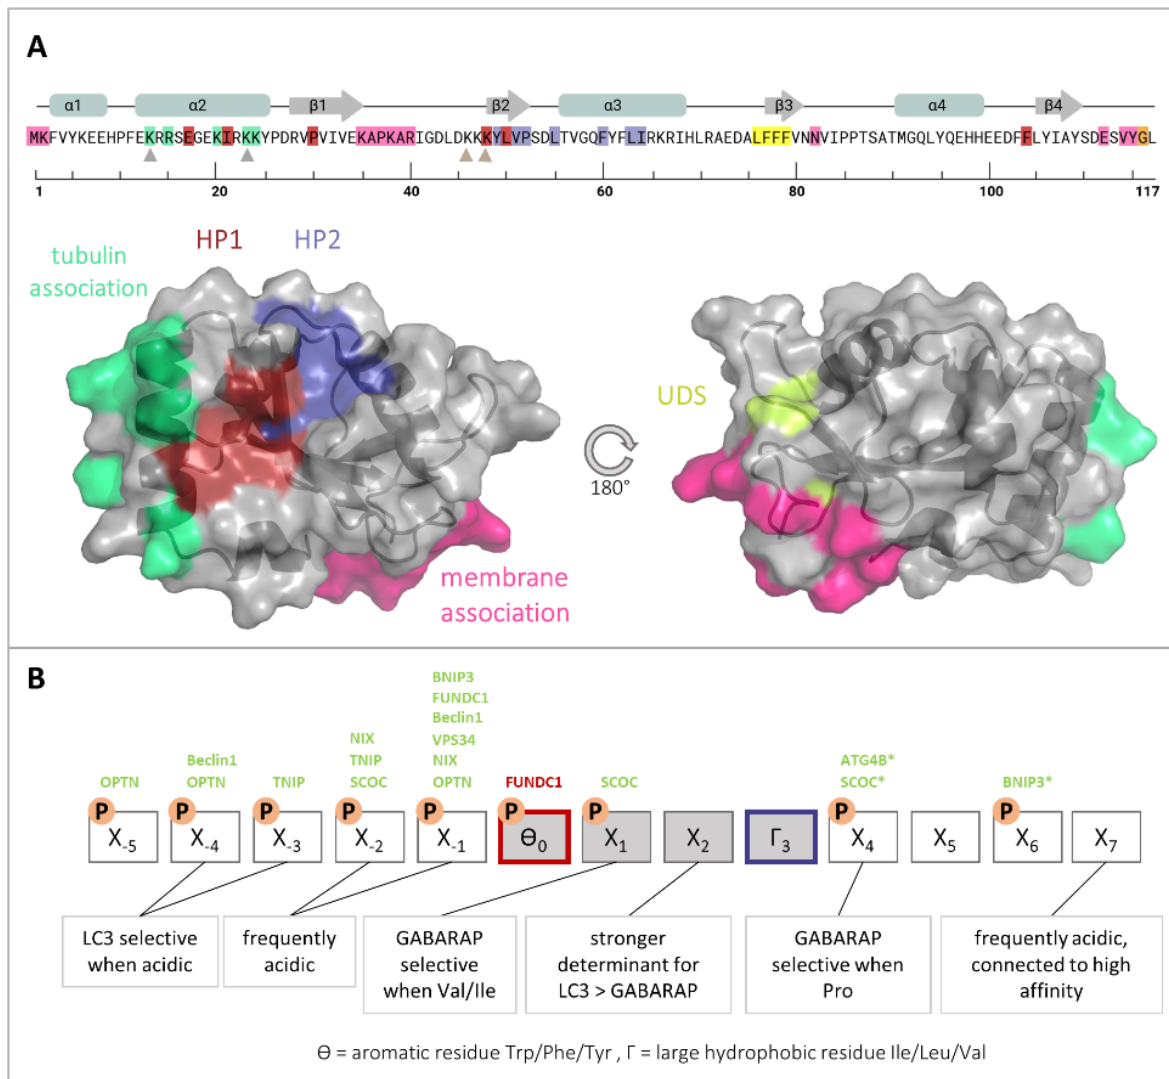 A
α1 α2 β1 β2 α3 β3 α4 β4
MKFVYKEEHPFEKRRSEGEKIRKKYPDRVPVIVEKAPKARIGDLDKKKYLVPSDLTVGQFYFLIRKRIHLRAEDALFFFVNNVIPPTSATMGQLYQEHHEEDFFLYIAYSDESVYGL
1 20 40 60 80 100 117
HP1 HP2
tubulin
association
UDS
180°
membrane
association
B
BNIP3
FUNDC1
Beclin1
NIX VPS34
Beclin1 TNIP NIX ATG4B*
OPTN OPTN TNIP SCOC OPTN FUNDC1 SCOC SCOC* BNIP3*
P P P P P P P P P
X-5 X-4 X-3 X-2 X-1 Ɵ0 X1 X2 Γ3 X4 X5 X6 X7
LC3 selective
when acidic
frequently
acidic
GABARAP
selective
when Val/Ile
stronger
determinant for
LC3 > GABARAP
GABARAP
selective when
Pro
frequently acidic,
connected to high
affinity
Ɵ = aromatic residue Trp/Phe/Tyr , Γ = large hydrophobic residue Ile/Leu/Val